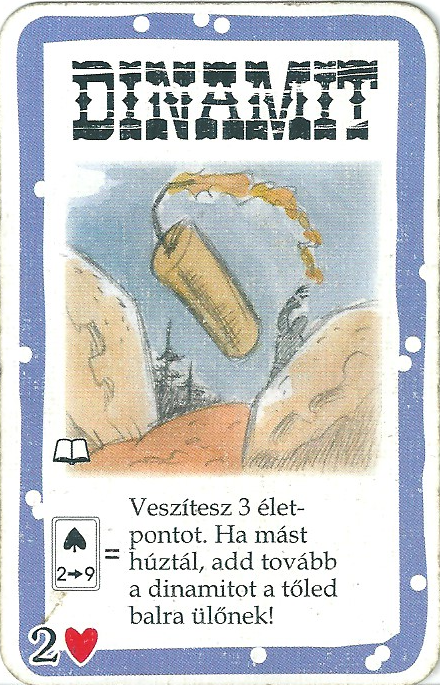 DINAMIT
Veszítesz 3 élet-
pontot. Ha mást
húztál, add tovább
a dinamitot a tőled
balra ülőnek!
♠
2→9
=
2♥